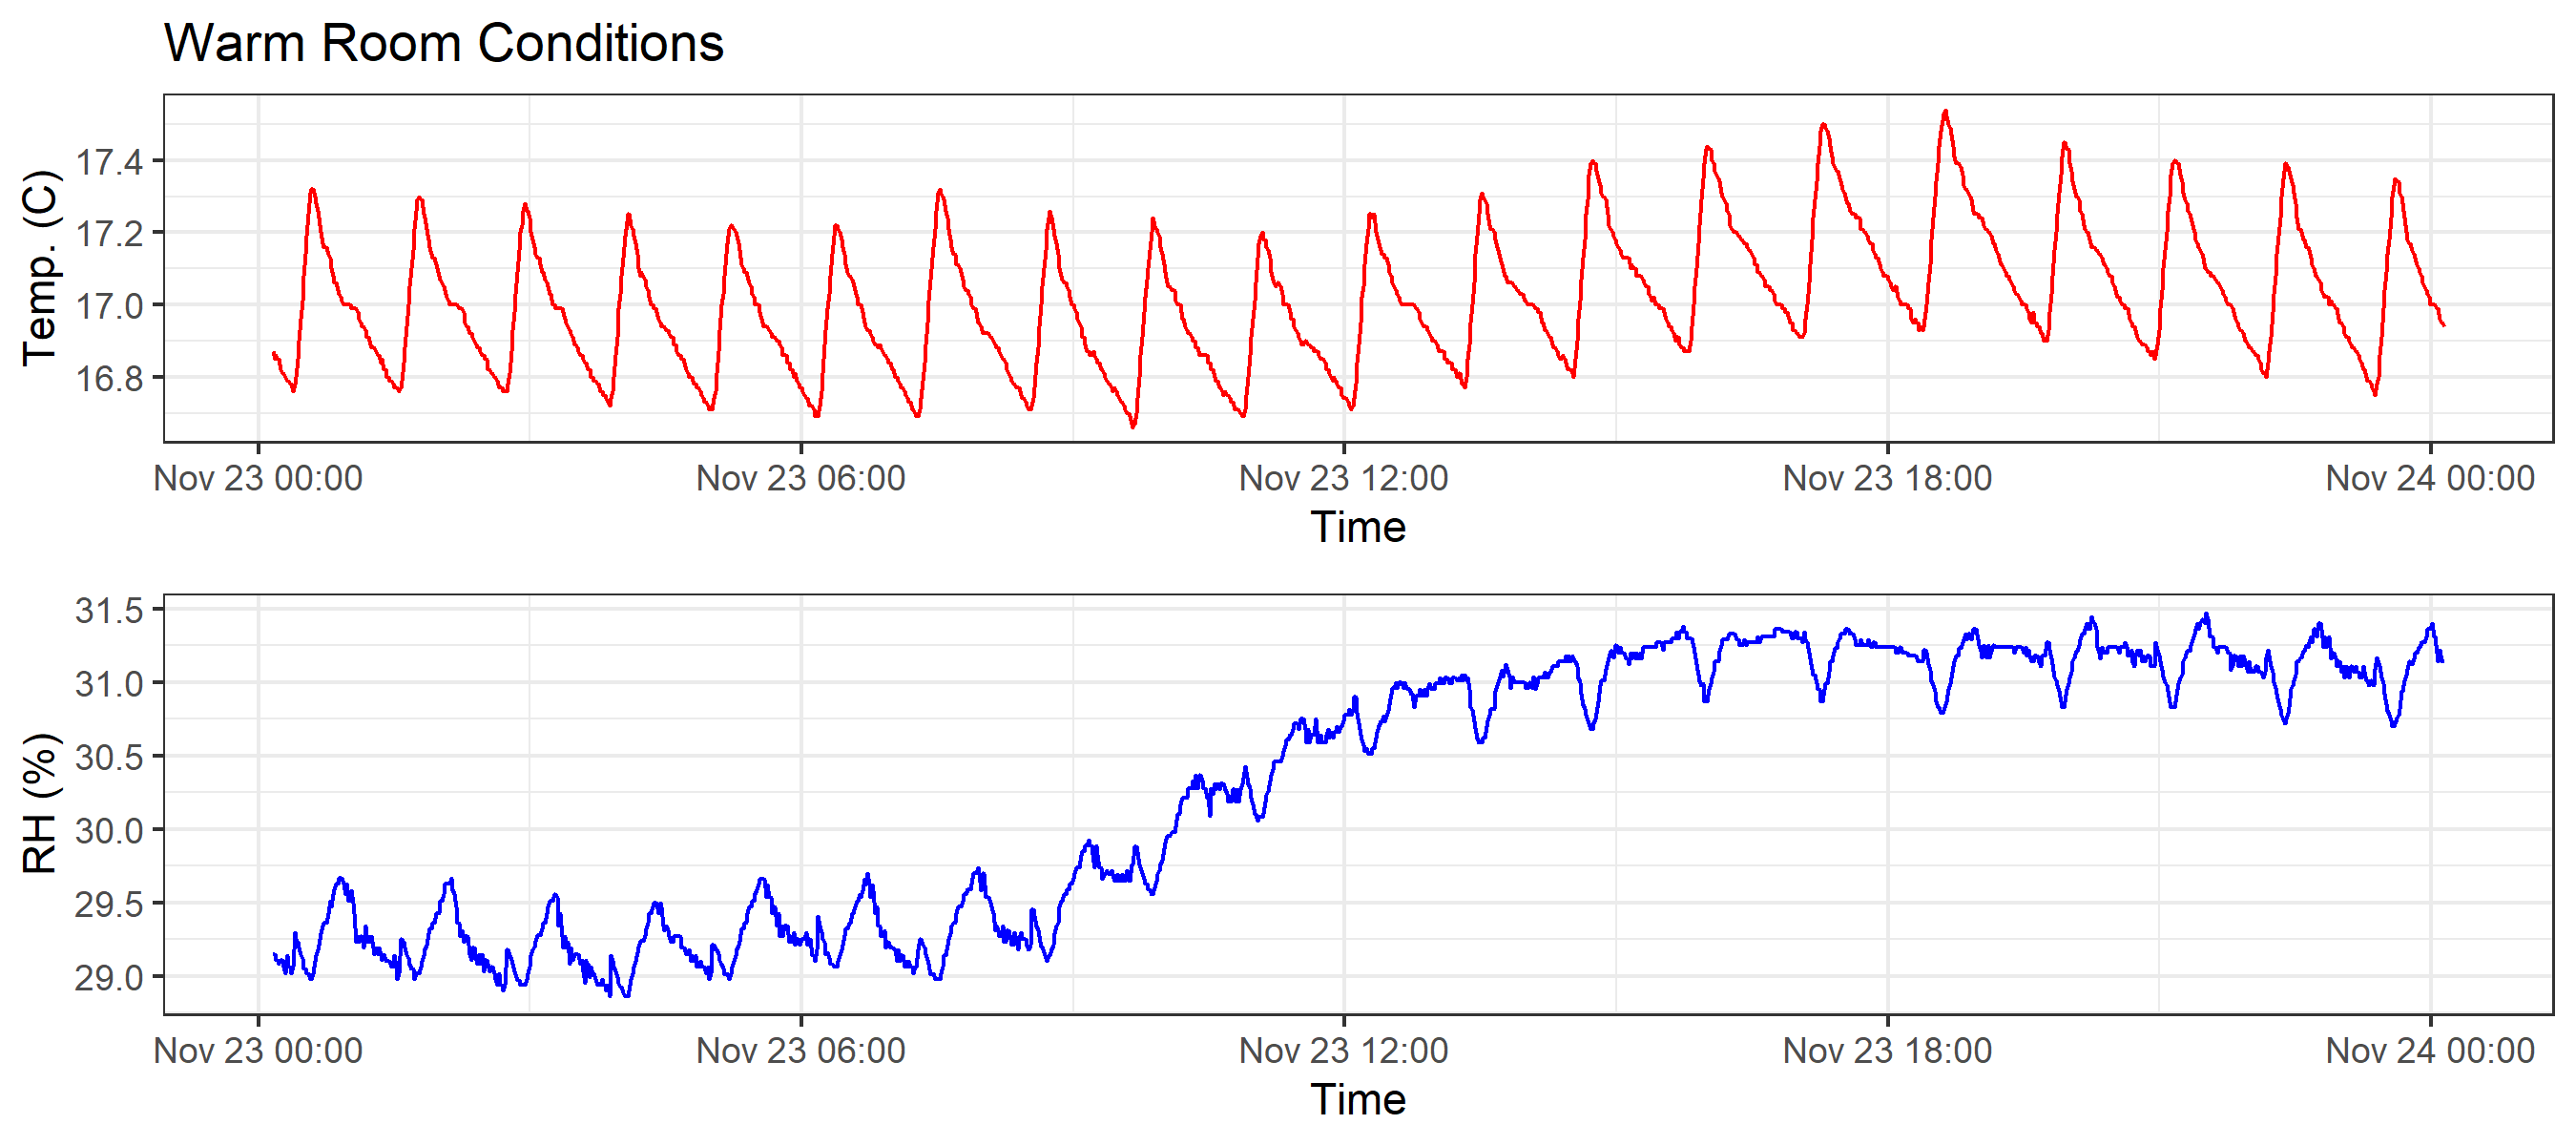 Warm Room Conditions
Temp. (C)
17.4
17.2
17.0
16.8
Nov 23 00:00 Nov 23 06:00 Nov 23 12:00 Nov 23 18:00 Nov 24 00:00
Time
RH (%)
31.5
31.0
30.5
30.0
29.5
29.0
Nov 23 00:00 Nov 23 06:00 Nov 23 12:00 Nov 23 18:00 Nov 24 00:00
Time